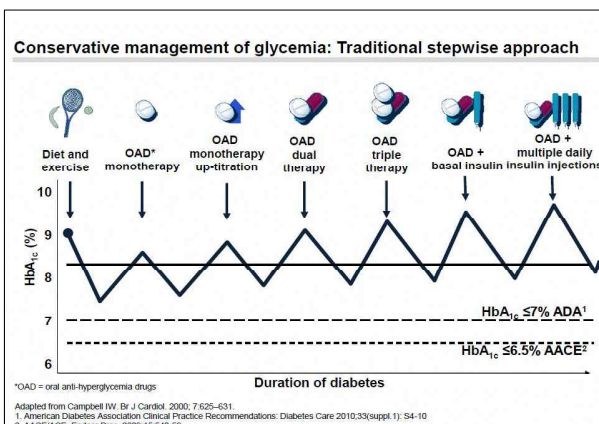 Conservative management of glycemia: Traditional stepwise approach
Diet and
exercise
OAD*
monotherapy
OAD
monotherapy
up-titration
OAD
dual
therapy
OAD
triple
therapy
OAD +
basal insulin
OAD +
multiple daily
insulin injections
HbA1c (%)
10
9
8
7
6
HbA1c ≤7% ADA1
HbA1c ≤6.5% AACE2
Duration of diabetes
*OAD = oral anti-hyperglycemia drugs
Adapted from Campbell IW. Br J Cardiol. 2000; 7:625–631.
1. American Diabetes Association Clinical Practice Recommendations: Diabetes Care 2010;33(suppl.1): S4-10